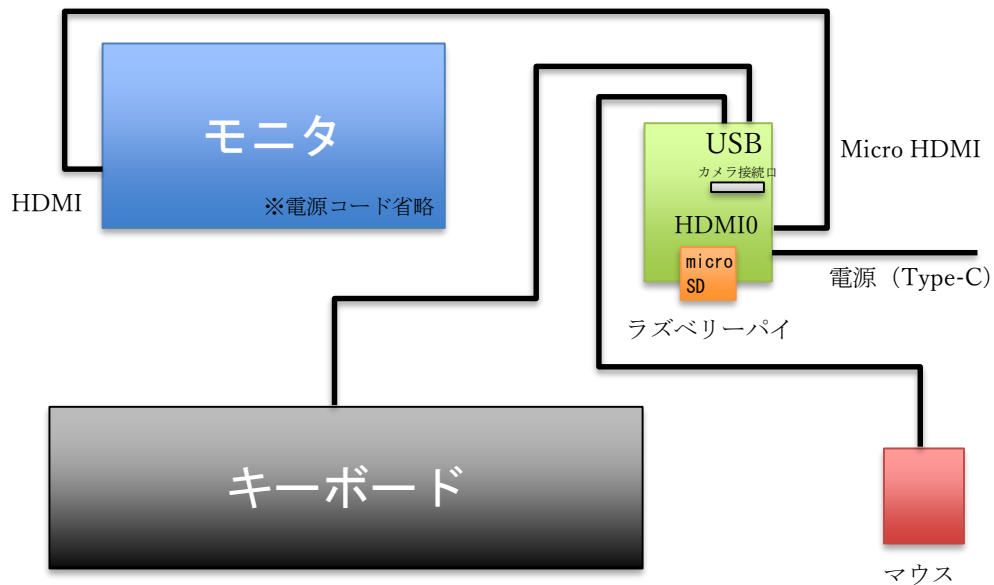 モニタ
※電源コード省略
HDMI
USB
カメラ接続口
HDMI0
micro
SD
ラズベリーパイ
Micro HDMI
電源（Type-C）
キーボード
マウス